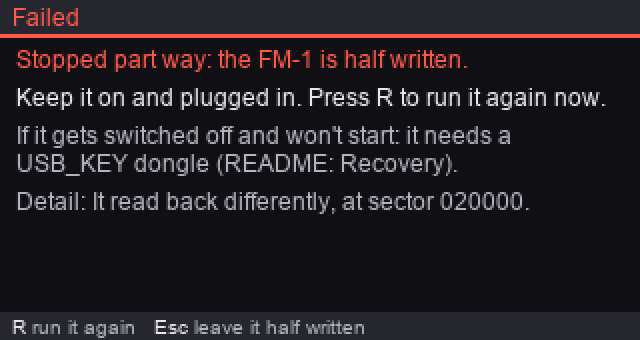 Failed
Stopped part way: the FM-1 is half written.
Keep it on and plugged in. Press R to run it again now.
If it gets switched off and won't start: it needs a
USB_KEY dongle (README: Recovery).
Detail: It read back differently, at sector 020000.
R run it again   Esc leave it half written